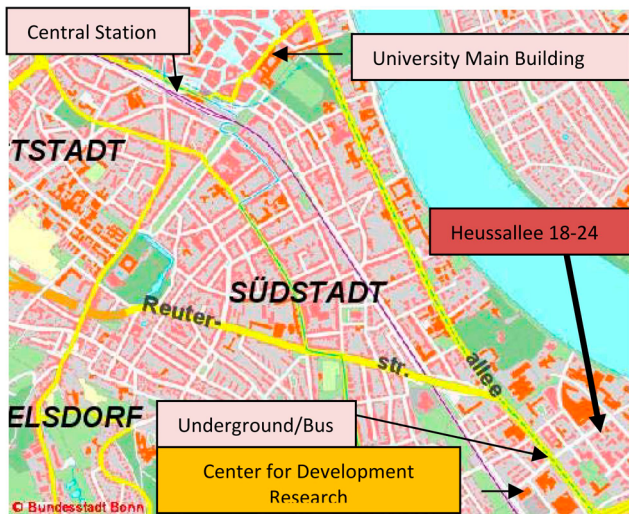 Central Station
University Main Building
TSTADT
Heussallee 18-24
SÜDSTADT
Reuter-
str.
allee
ELSDORF
Underground/Bus
Center for Development
Research
© Bundesstadt Bonn